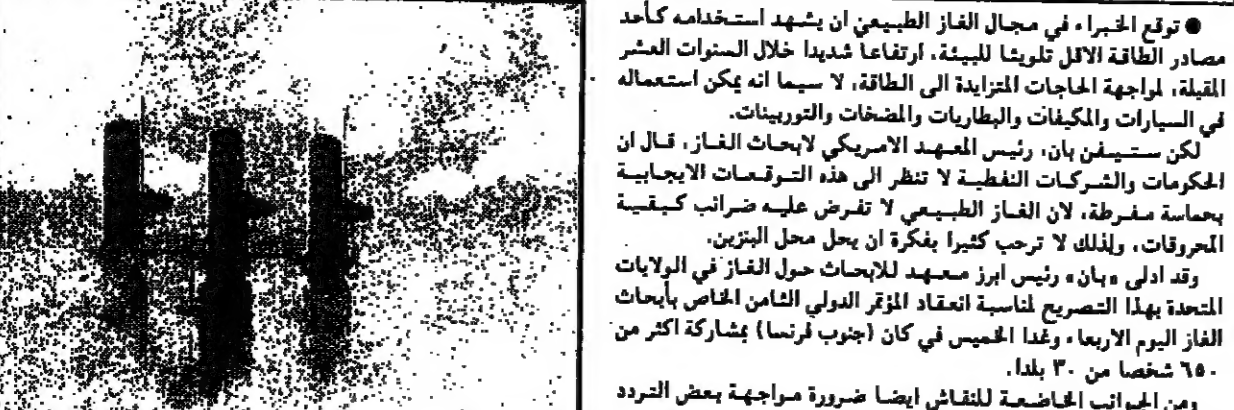 ● توقع الخبراء في مجال الغاز الطبيعي ان يشهد استخدامه كأحد
مصادر الطاقة الاقل تلويثا للبيئة، ارتفاعا شديدا خلال السنوات العشر
المقبلة، لمواجهة الحاجات المتزايدة الى الطاقة، لا سيما انه يمكن استعماله
في السيارات والمكيفات والبطاريات والمضخات والتوربينات.
لكن ستيفن بان، رئيس المعهد الامريكي لابحاث الغاز، قال ان
الحكومات والشركات النفطية لا تنظر الى هذه التوقعات الايجابية
بحماسة مفرطة، لان الغاز الطبيعي لا تفرض عليه ضرائب كبقية
المحروقات، ولذلك لا ترحب كثيرا بفكرة ان يحل محل البنزين.
وقد ادلى «بان» رئيس ابرز معهد للابحاث حول الغاز في الولايات
المتحدة بهذا التصريح لمناسبة انعقاد المؤتمر الدولي الثامن الخاص بأبحاث
الغاز اليوم الاربعاء وغدا الخميس في كان (جنوب فرنسا) بمشاركة اكثر من
٦٥٠ شخصا من ٣٠ بلدا.
ومن الجوانب الخاضعة للنقاش ايضا ضرورة مواجهة بعض التردد